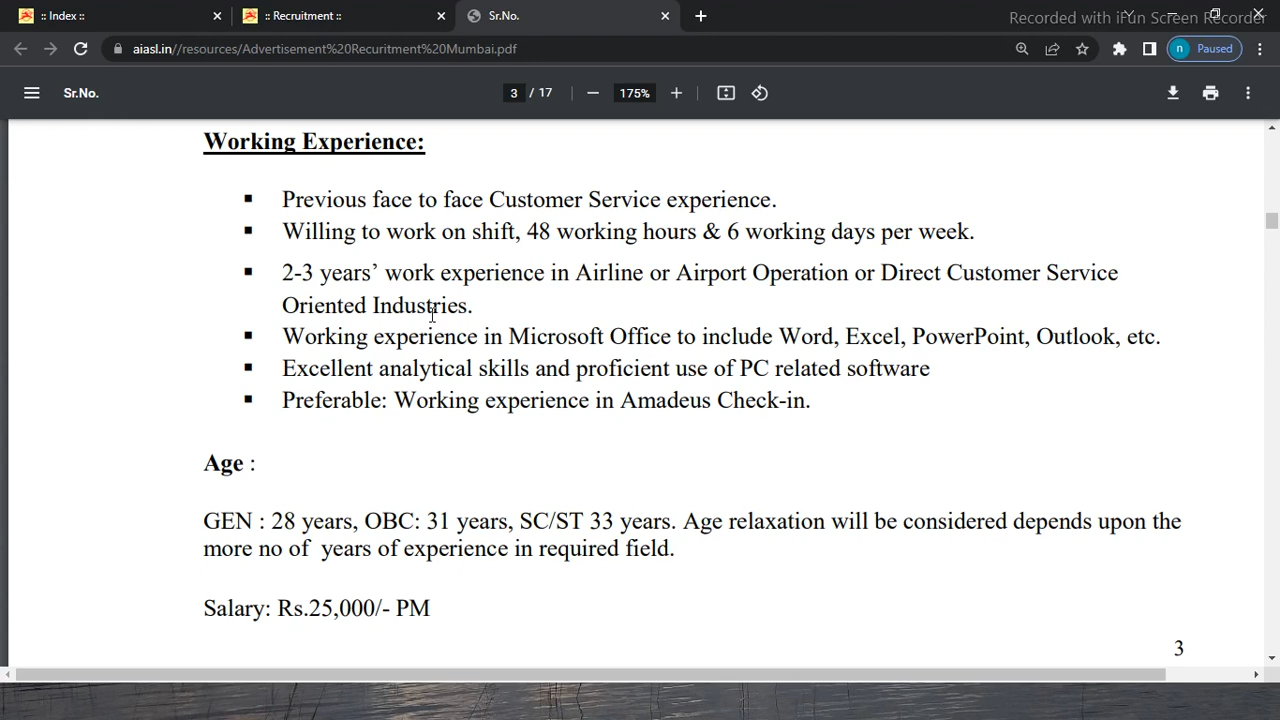 :: Index ::
:: Recruitment ::
Sr.No.
Recorded with iFun Screen Recorder
aiasl.in//resources/Advertisement%20Recuritment%20Mumbai.pdf
n Paused
Sr.No.
3 / 17
175%
Working Experience:
▪ Previous face to face Customer Service experience.
▪ Willing to work on shift, 48 working hours & 6 working days per week.
▪ 2-3 years’ work experience in Airline or Airport Operation or Direct Customer Service
Oriented Industries.
▪ Working experience in Microsoft Office to include Word, Excel, PowerPoint, Outlook, etc.
▪ Excellent analytical skills and proficient use of PC related software
▪ Preferable: Working experience in Amadeus Check-in.
Age :
GEN : 28 years, OBC: 31 years, SC/ST 33 years. Age relaxation will be considered depends upon the
more no of years of experience in required field.
Salary: Rs.25,000/- PM
3